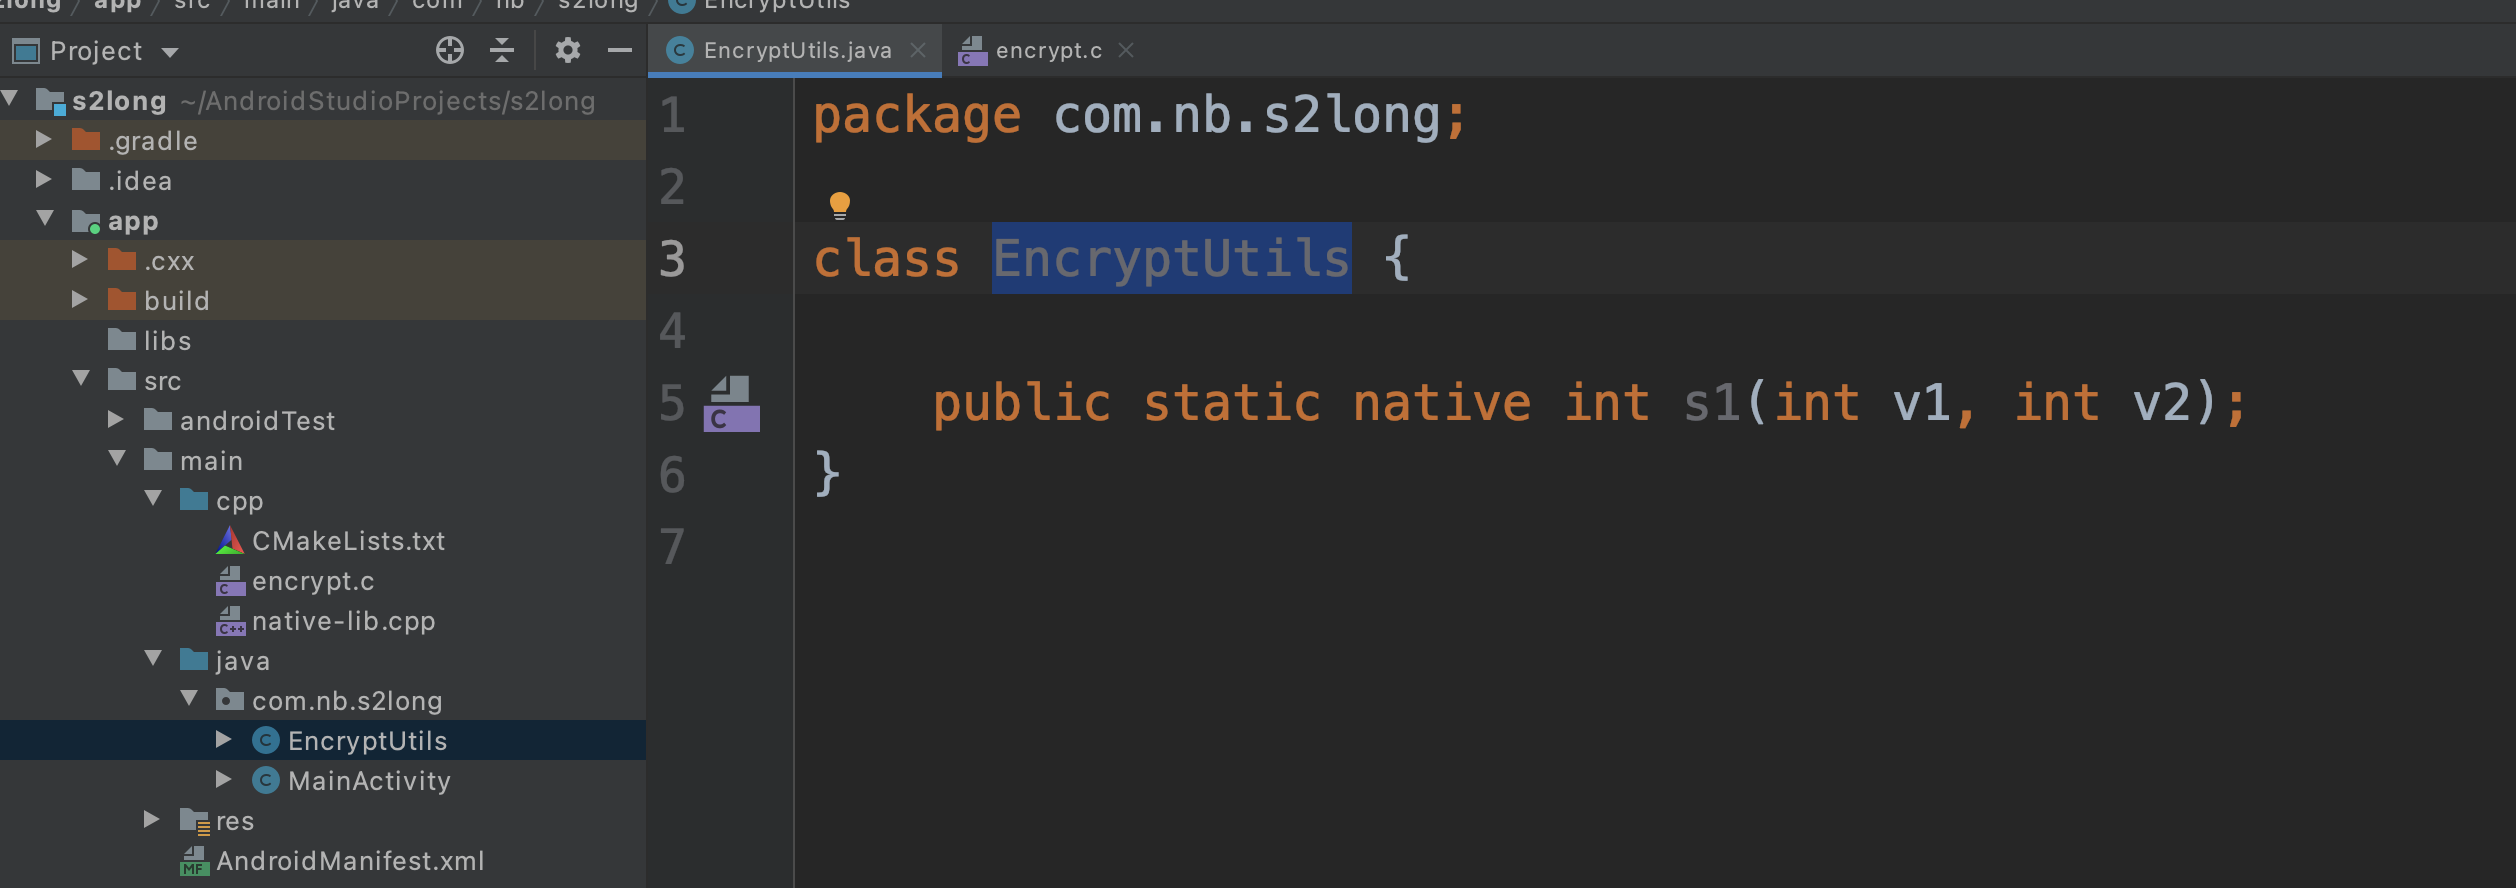 app / src / main / java / com / nb / s2long / EncryptUtils
Project
EncryptUtils.java
encrypt.c
s2long ~/AndroidStudioProjects/s2long
.gradle
.idea
app
.cxx
build
libs
src
androidTest
main
cpp
CMakeLists.txt
encrypt.c
native-lib.cpp
java
com.nb.s2long
EncryptUtils
MainActivity
res
AndroidManifest.xml
1 package com.nb.s2long;
2
3 class EncryptUtils {
4
5 public static native int s1(int v1, int v2);
6 }
7